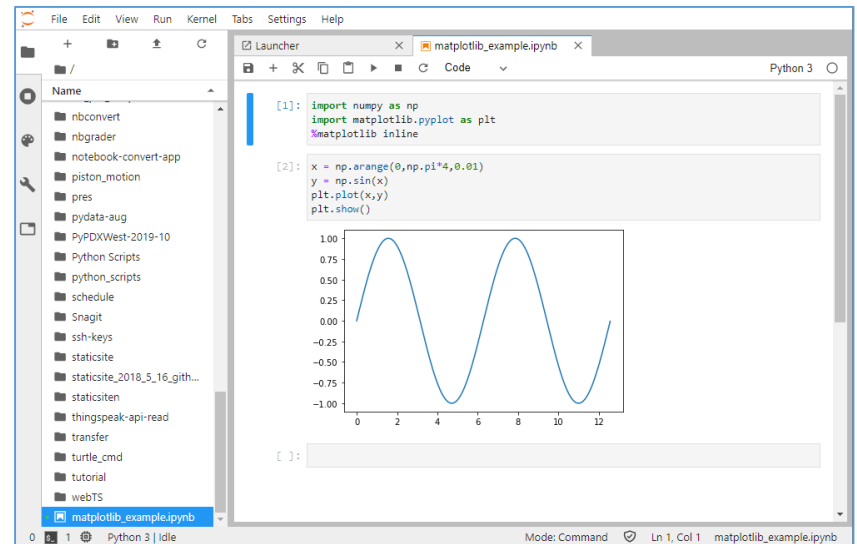 File Edit View Run Kernel Tabs Settings Help
Launcher
matplotlib_example.ipynb
Code
Python 3
/
Name
nbconvert
nbgrader
notebook-convert-app
piston_motion
pres
pydata-aug
PyPDXWest-2019-10
Python Scripts
python_scripts
schedule
Snagit
ssh-keys
staticsite
staticsite_2018_5_16_gith...
staticsiten
thingspeak-api-read
transfer
turtle_cmd
tutorial
webTS
matplotlib_example.ipynb
[1]: import numpy as np
import matplotlib.pyplot as plt
%matplotlib inline
[2]: x = np.arange(0,np.pi*4,0.01)
y = np.sin(x)
plt.plot(x,y)
plt.show()
1.00
0.75
0.50
0.25
0.00
−0.25
−0.50
−0.75
−1.00
0 2 4 6 8 10 12
[ ]:
0 $_ 1 Python 3 | Idle Mode: Command Ln 1, Col 1 matplotlib_example.ipynb